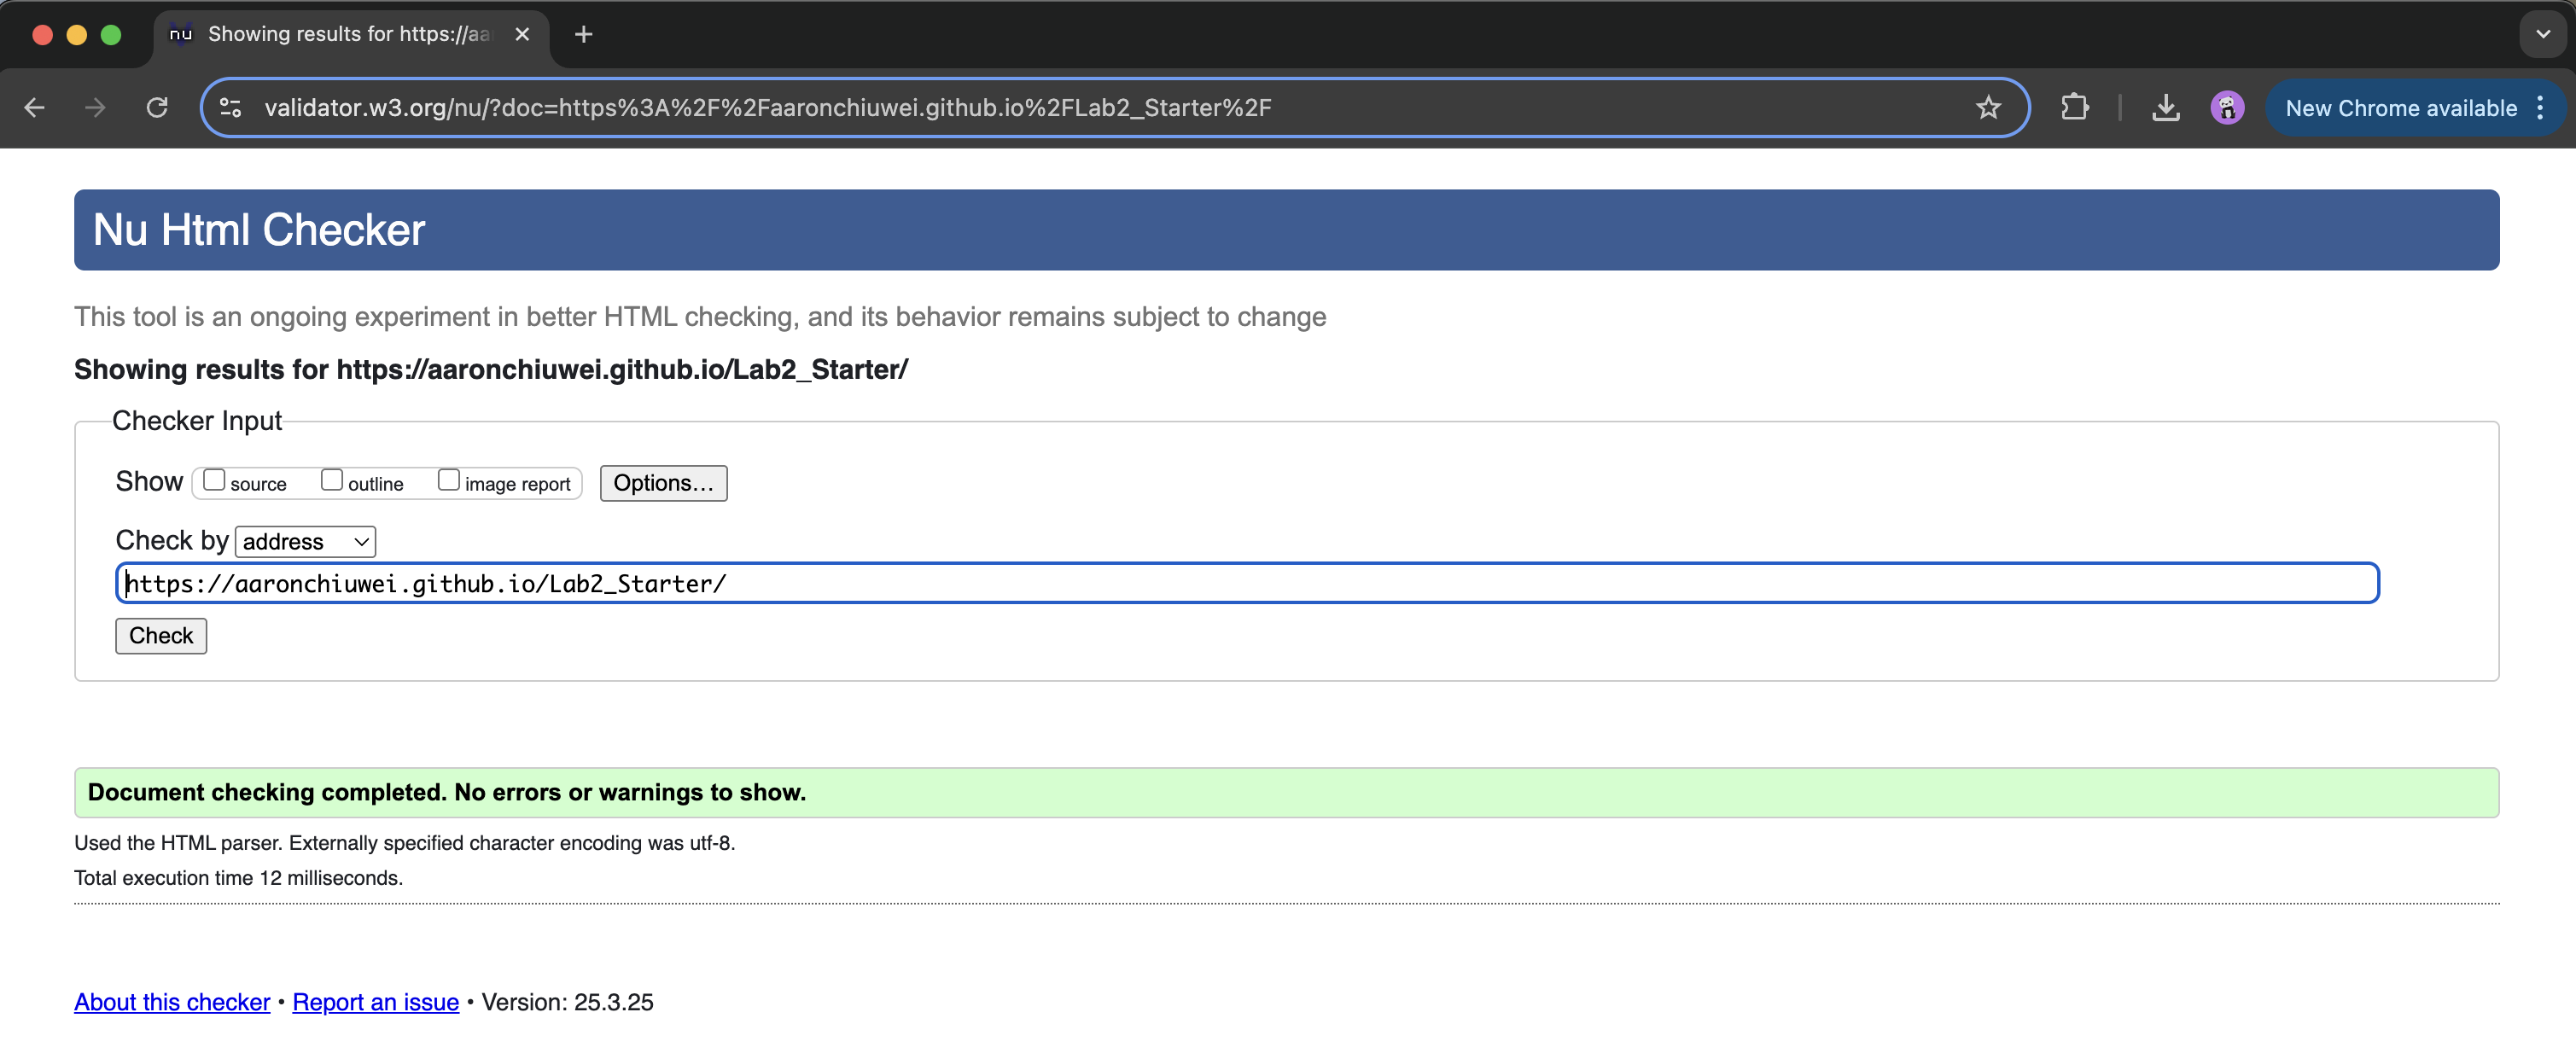 nu Showing results for https://aa
validator.w3.org/nu/?doc=https%3A%2F%2Faaronchiuwei.github.io%2FLab2_Starter%2F
New Chrome available
Nu Html Checker
This tool is an ongoing experiment in better HTML checking, and its behavior remains subject to change
Showing results for https://aaronchiuwei.github.io/Lab2_Starter/
Checker Input
Show source outline image report Options…
Check by address
https://aaronchiuwei.github.io/Lab2_Starter/
Check
Document checking completed. No errors or warnings to show.
Used the HTML parser. Externally specified character encoding was utf-8.
Total execution time 12 milliseconds.
About this checker • Report an issue • Version: 25.3.25